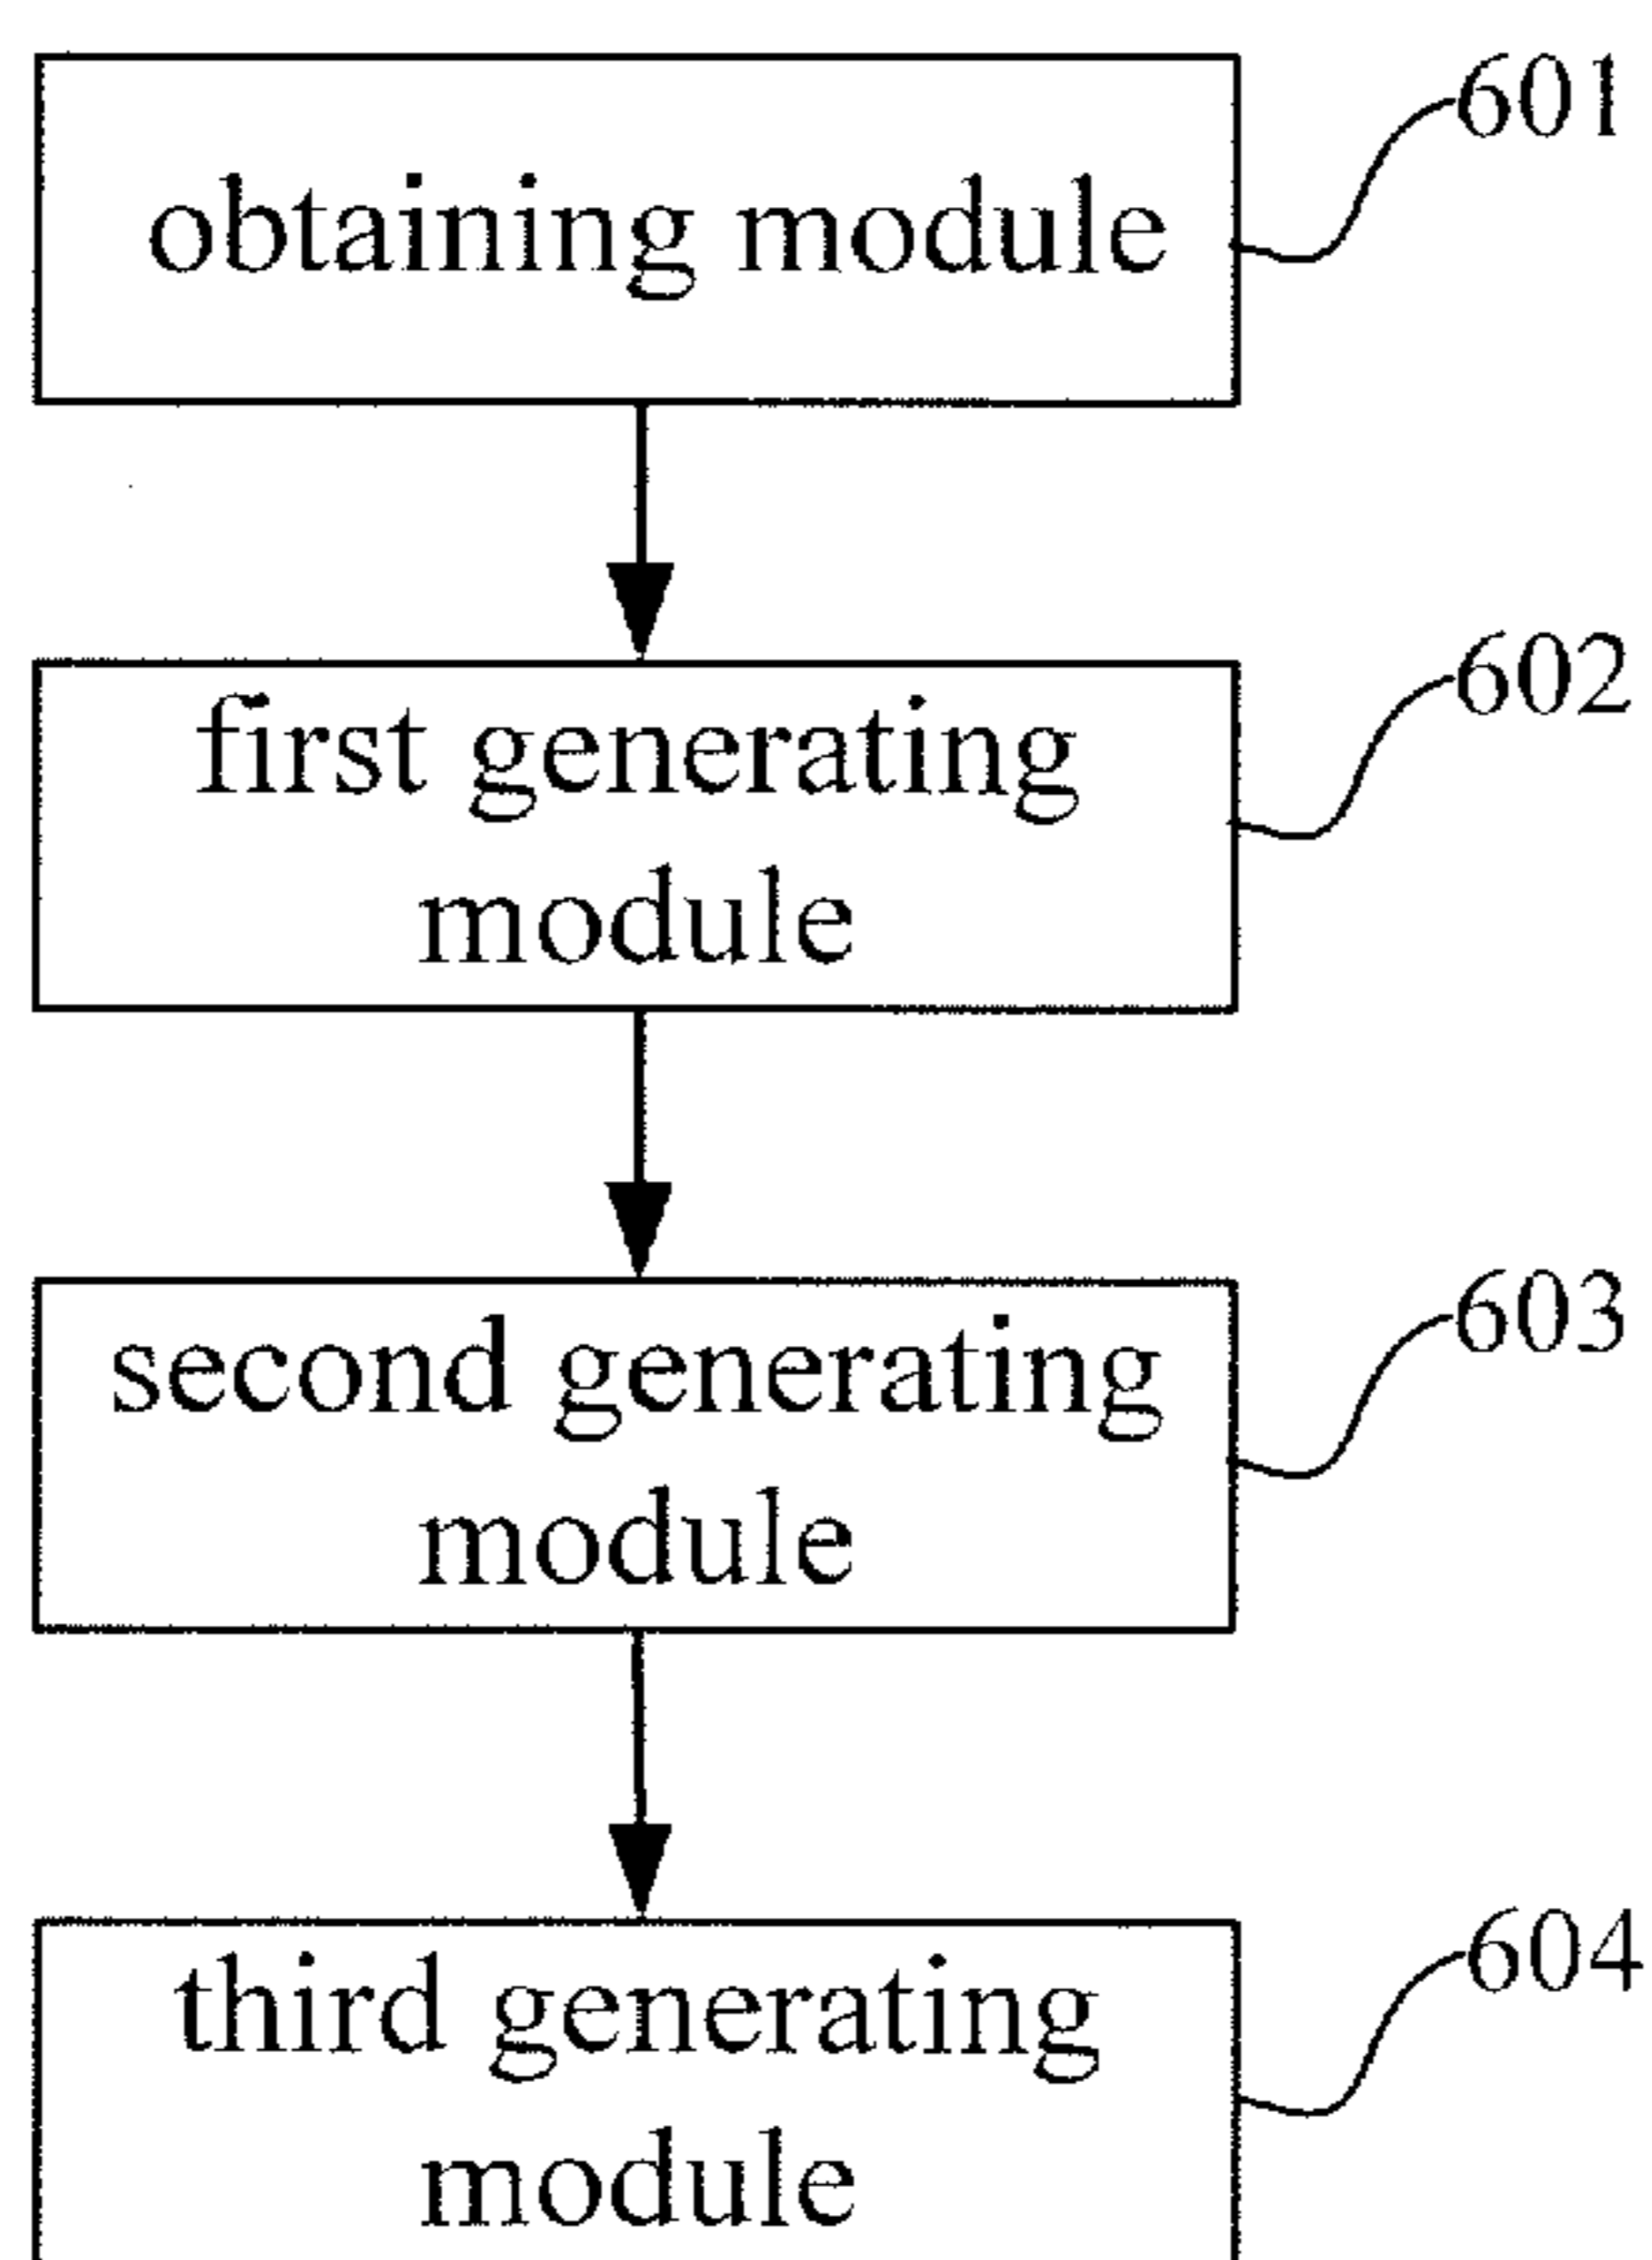 601
obtaining module
602
first generating
module
603
second generating
module
604
third generating
module